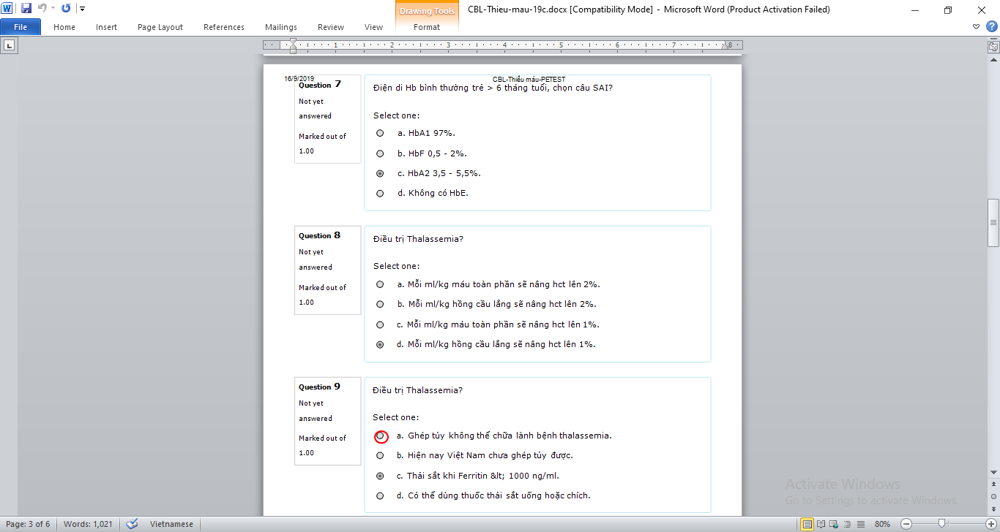 Drawing Tools
CBL-Thieu-mau-19c.docx [Compatibility Mode] - Microsoft Word (Product Activation Failed)
File Home Insert Page Layout References Mailings Review View Format
1 2 3 4 5 6 7 8
16/9/2019
CBL-Thiếu máu-PETEST
Question 7
Not yet
answered
Marked out of
1.00
Điện di Hb bình thường trẻ > 6 tháng tuổi, chọn câu SAI?
Select one:
a. HbA1 97%.
b. HbF 0,5 - 2%.
c. HbA2 3,5 - 5,5%.
d. Không có HbE.
Question 8
Not yet
answered
Marked out of
1.00
Điều trị Thalassemia?
Select one:
a. Mỗi ml/kg máu toàn phần sẽ nâng hct lên 2%.
b. Mỗi ml/kg hồng cầu lắng sẽ nâng hct lên 2%.
c. Mỗi ml/kg máu toàn phần sẽ nâng hct lên 1%.
d. Mỗi ml/kg hồng cầu lắng sẽ nâng hct lên 1%.
Question 9
Not yet
answered
Marked out of
1.00
Điều trị Thalassemia?
Select one:
a. Ghép tủy không thể chữa lành bệnh thalassemia.
b. Hiện nay Việt Nam chưa ghép tủy được.
c. Thải sắt khi Ferritin &lt; 1000 ng/ml.
d. Có thể dùng thuốc thải sắt uống hoặc chích.
Activate Windows
Go to Settings to activate Windows.
Page: 3 of 6 Words: 1,021 Vietnamese 80%